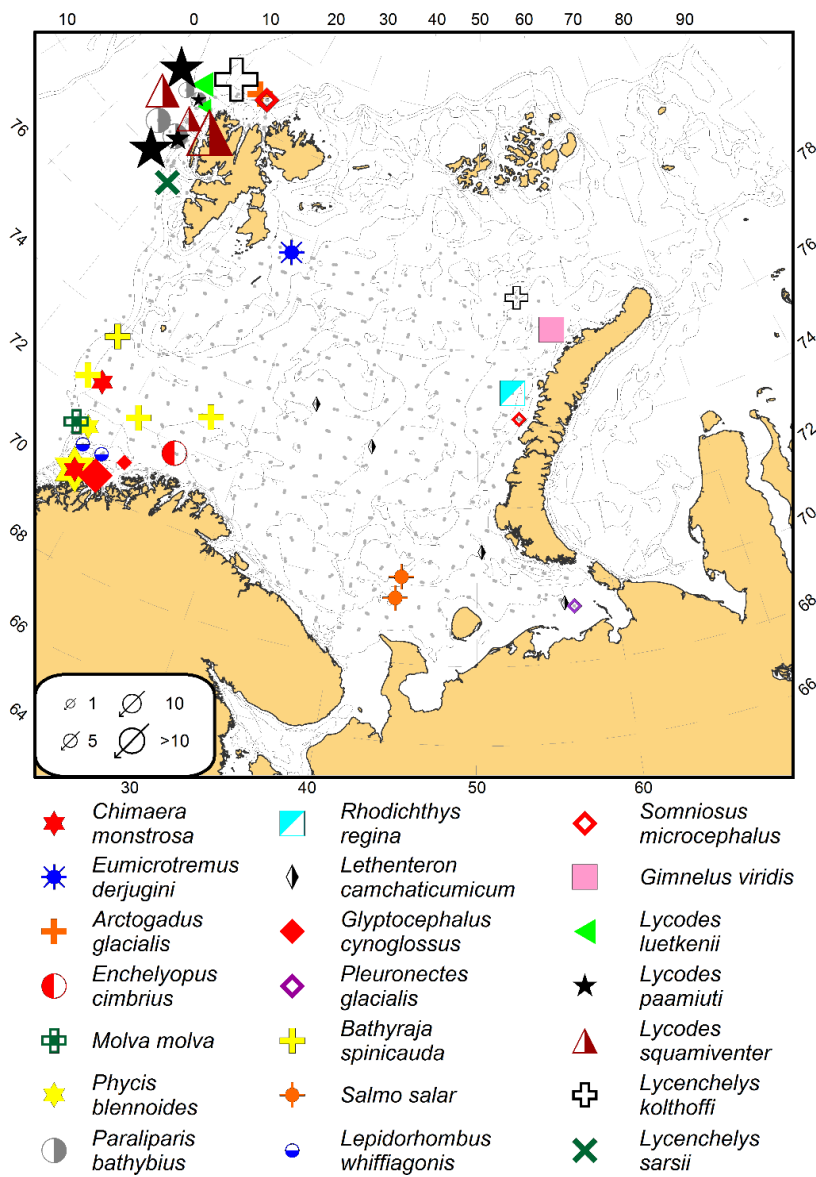 10 0 10 20 30 40 50 60 70 80 90
76
78
74
76
72
74
70
72
68
70
66
68
64
66
1 10
5 >10
30 40 50 60
Chimaera monstrosa
Rhodichthys regina
Somniosus microcephalus
Eumicrotremus derjugini
Lethenteron camchaticumicum
Gimnelus viridis
Arctogadus glacialis
Glyptocephalus cynoglossus
Lycodes luetkenii
Enchelyopus cimbrius
Pleuronectes glacialis
Lycodes paamiuti
Molva molva
Bathyraja spinicauda
Lycodes squamiventer
Phycis blennoides
Salmo salar
Lycenchelys kolthoffi
Paraliparis bathybius
Lepidorhombus whiffiagonis
Lycenchelys sarsii